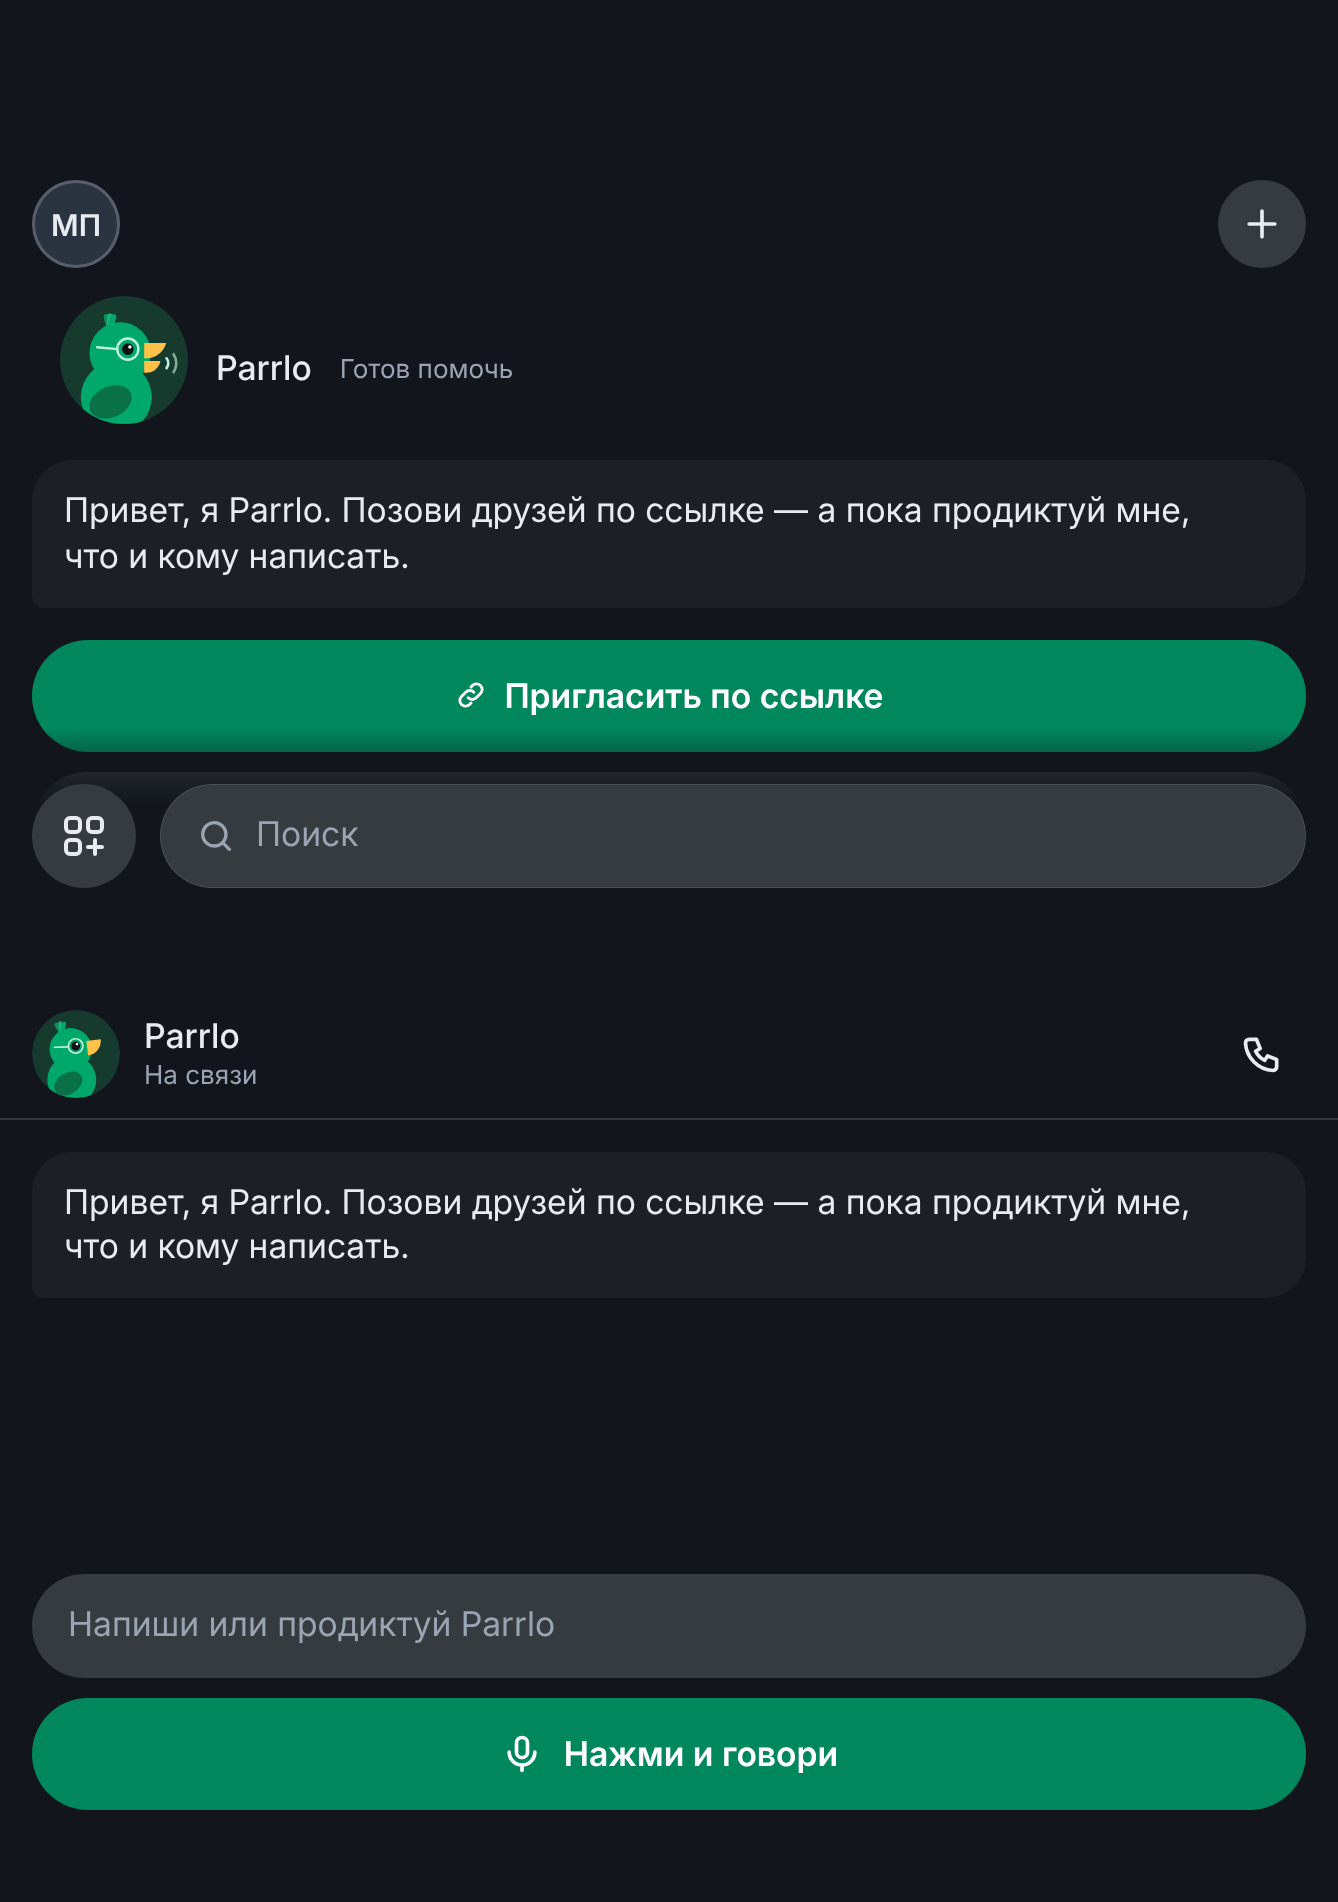 МП
Parrlo Готов помочь
Привет, я Parrlo. Позови друзей по ссылке — а пока продиктуй мне,
что и кому написать.
Пригласить по ссылке
Поиск
Parrlo
На связи
Привет, я Parrlo. Позови друзей по ссылке — а пока продиктуй мне,
что и кому написать.
Напиши или продиктуй Parrlo
Нажми и говори